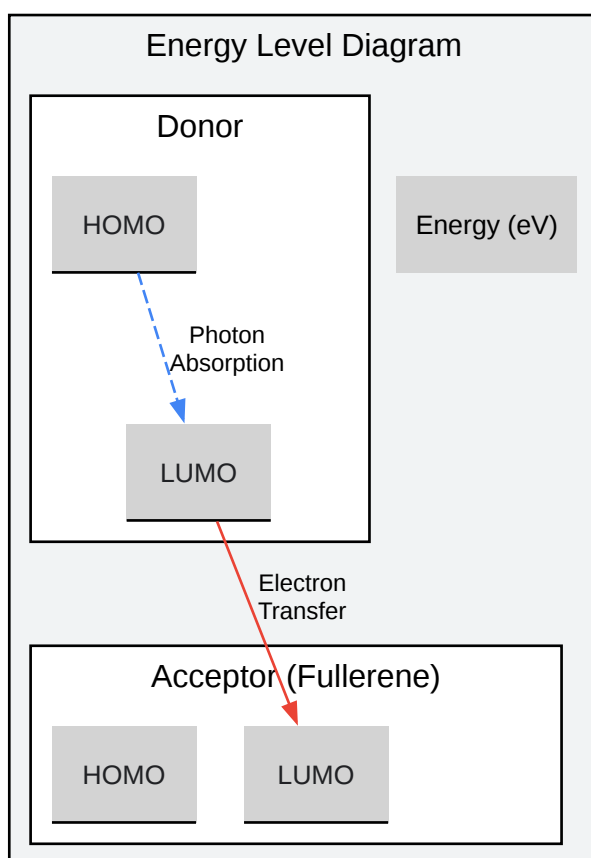 Energy Level Diagram
Donor
HOMO
Energy (eV)
Photon
Absorption
LUMO
Electron
Transfer
Acceptor (Fullerene)
HOMO
LUMO